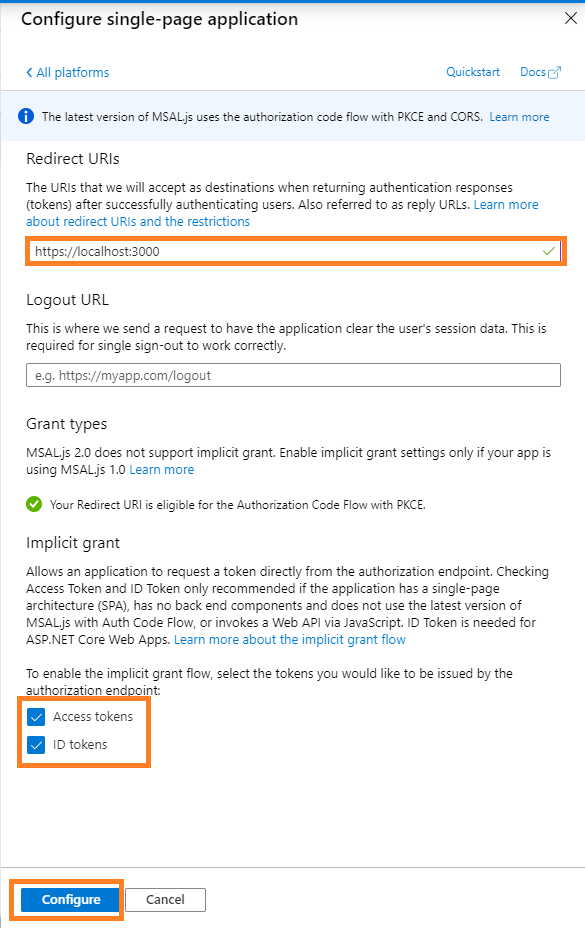 Configure single-page application
All platforms
Quickstart
Docs
The latest version of MSAL.js uses the authorization code flow with PKCE and CORS. Learn more
Redirect URIs
The URIs that we will accept as destinations when returning authentication responses
(tokens) after successfully authenticating users. Also referred to as reply URLs. Learn more
about redirect URIs and the restrictions
https://localhost:3000
Logout URL
This is where we send a request to have the application clear the user's session data. This is
required for single sign-out to work correctly.
e.g. https://myapp.com/logout
Grant types
MSAL.js 2.0 does not support implicit grant. Enable implicit grant settings only if your app is
using MSAL.js 1.0 Learn more
Your Redirect URI is eligible for the Authorization Code Flow with PKCE.
Implicit grant
Allows an application to request a token directly from the authorization endpoint. Checking
Access Token and ID Token only recommended if the application has a single-page
architecture (SPA), has no back end components and does not use the latest version of
MSAL.js with Auth Code Flow, or invokes a Web API via JavaScript. ID Token is needed for
ASP.NET Core Web Apps. Learn more about the implicit grant flow
To enable the implicit grant flow, select the tokens you would like to be issued by the
authorization endpoint:
Access tokens
ID tokens
Configure
Cancel